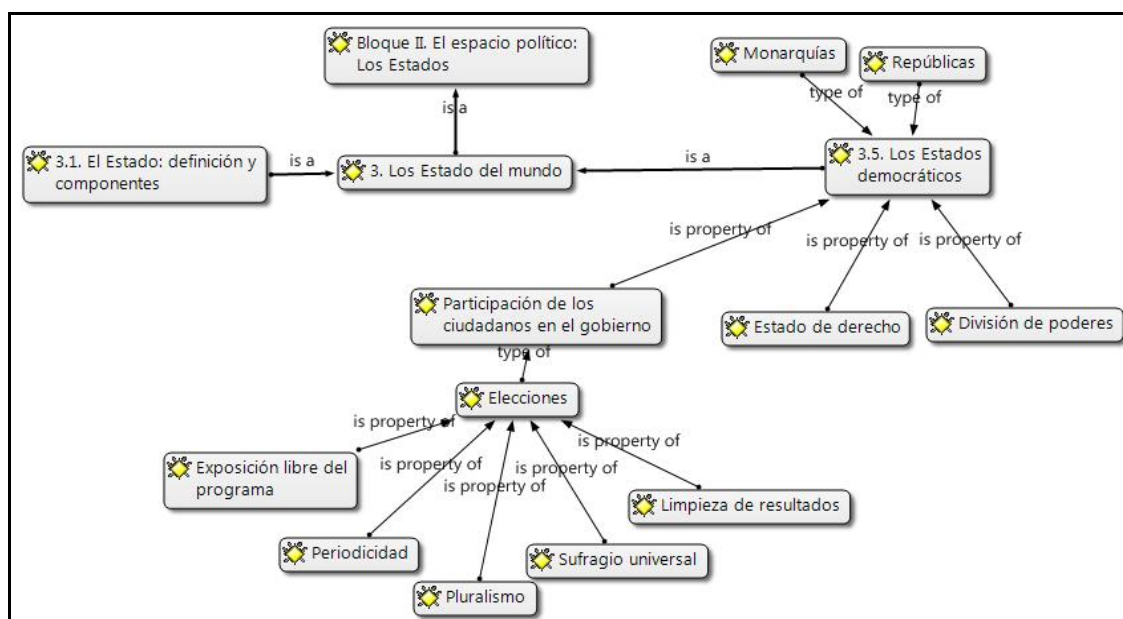 Bloque II. El espacio político:
Los Estados
Monarquías
Repúblicas
is a
type of
type of
3.1. El Estado: definición y
componentes
is a
3. Los Estado del mundo
is a
3.5. Los Estados
democráticos
is property of
is property of
is property of
Participación de los
ciudadanos en el gobierno
Estado de derecho
División de poderes
type of
Elecciones
is property of
is property of
is property of
is property of
is property of
Exposición libre del
programa
Limpieza de resultados
Periodicidad
Sufragio universal
Pluralismo